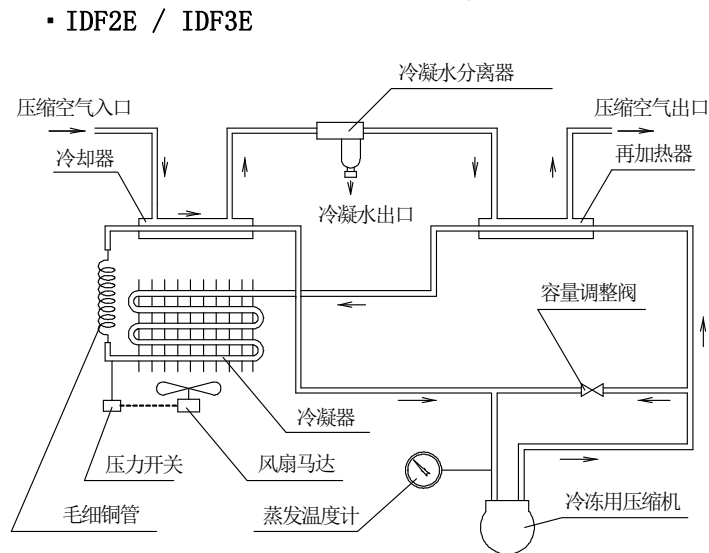 ▪ IDF2E / IDF3E
冷凝水分离器
压缩空气入口
压缩空气出口
冷却器
再加热器
冷凝水出口
容量调整阀
冷凝器
压力开关
风扇马达
毛细铜管
蒸发温度计
冷冻用压缩机